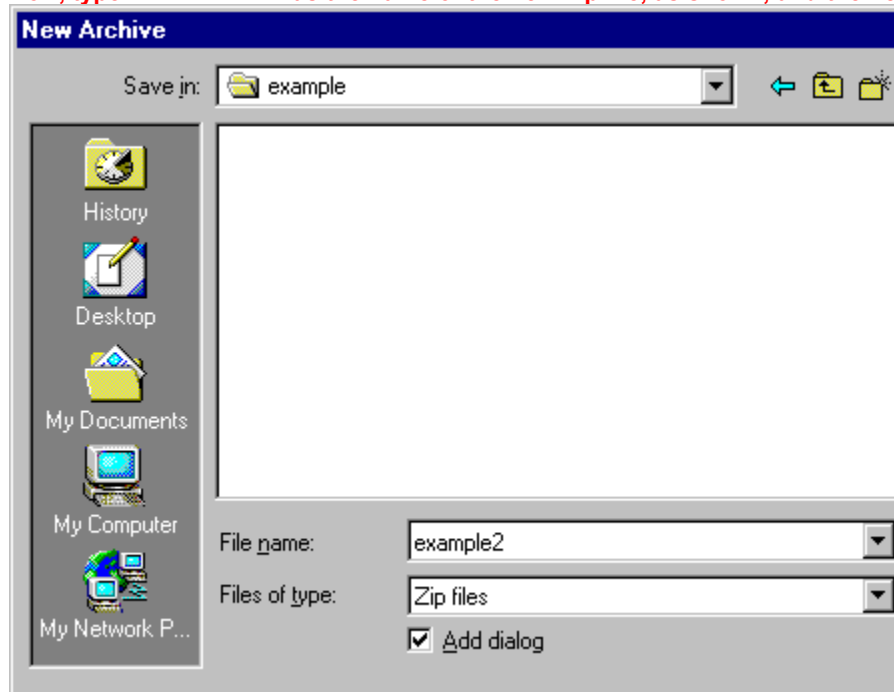 New Archive
Save in:
example
History
Desktop
My Documents
My Computer
My Network P...
File name:
example2
Files of type:
Zip files
Add dialog